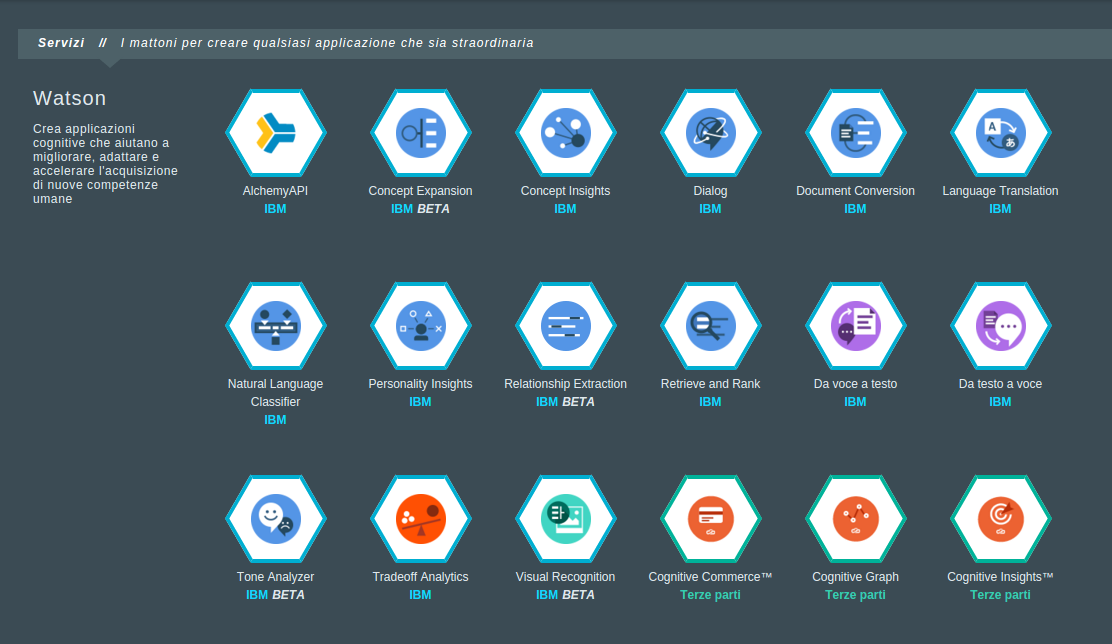 Servizi // I mattoni per creare qualsiasi applicazione che sia straordinaria
Watson
Crea applicazioni
cognitive che aiutano a
migliorare, adattare e
accelerare l'acquisizione
di nuove competenze
umane
AlchemyAPI
IBM
Concept Expansion
IBM BETA
Concept Insights
IBM
Dialog
IBM
Document Conversion
IBM
A
あ
Language Translation
IBM
Natural Language
Classifier
IBM
Personality Insights
IBM
Relationship Extraction
IBM BETA
Retrieve and Rank
IBM
Da voce a testo
IBM
Da testo a voce
IBM
Tone Analyzer
IBM BETA
Tradeoff Analytics
IBM
Visual Recognition
IBM BETA
Cognitive Commerce™
Terze parti
Cognitive Graph
Terze parti
Cognitive Insights™
Terze parti